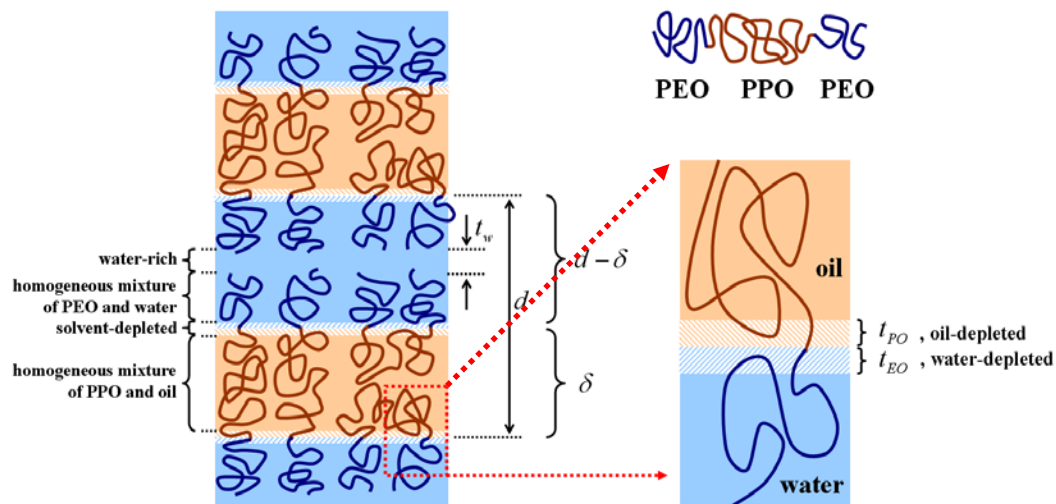 PEO PPO PEO
t_w
water-rich
homogeneous mixture
of PEO and water
solvent-depleted
homogeneous mixture
of PPO and oil
d
d − δ
δ
oil
t_PO , oil-depleted
t_EO , water-depleted
water